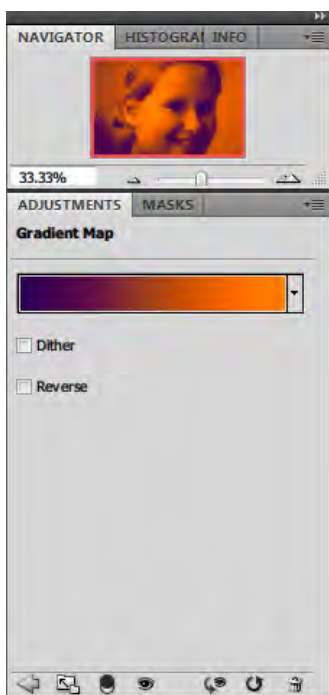 NAVIGATOR HISTOGRAI INFO
33.33%
ADJUSTMENTS MASKS
Gradient Map
Dither
Reverse